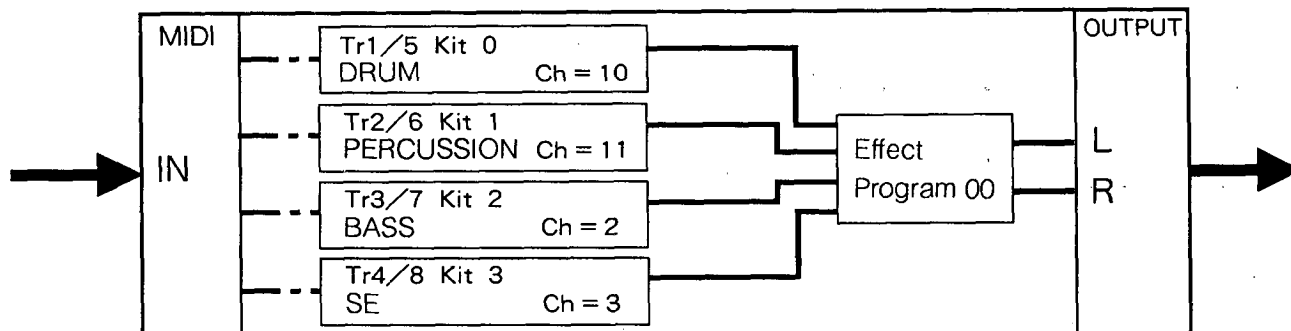 MIDI
IN
Tr1/5 Kit 0
DRUM Ch = 10
Tr2/6 Kit 1
PERCUSSION Ch = 11
Tr3/7 Kit 2
BASS Ch = 2
Tr4/8 Kit 3
SE Ch = 3
Effect
Program 00
OUTPUT
L
R